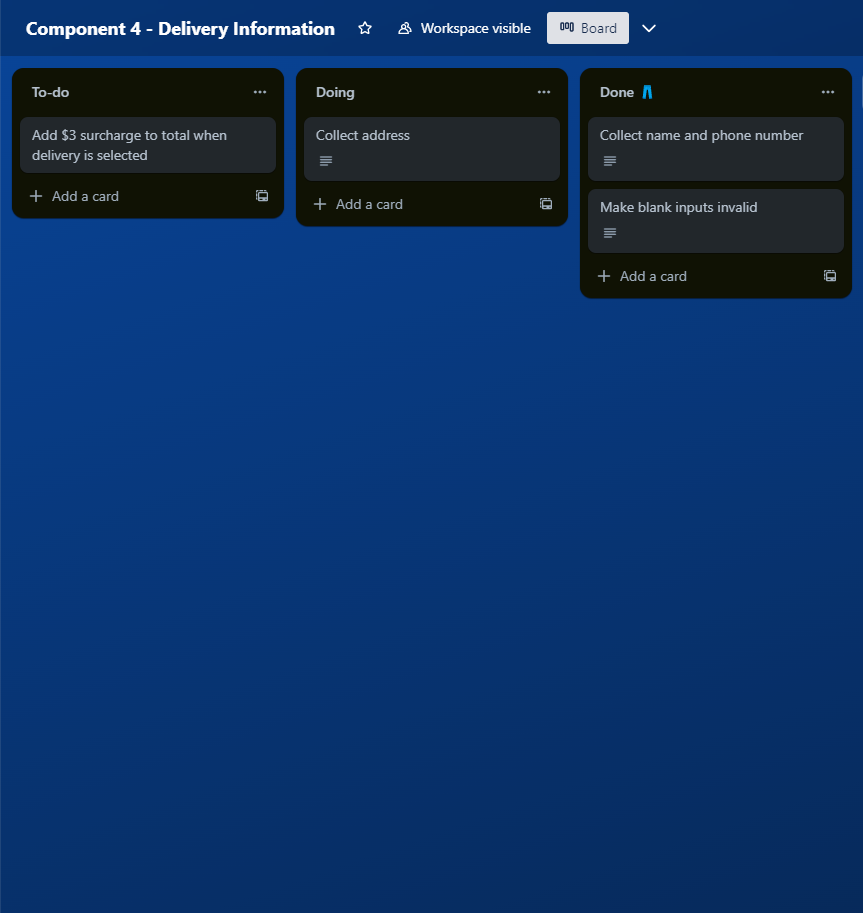 Component 4 - Delivery Information
Workspace visible
Board
To-do
Add $3 surcharge to total when
delivery is selected
Add a card
Doing
Collect address
Add a card
Done 👖
Collect name and phone number
Make blank inputs invalid
Add a card